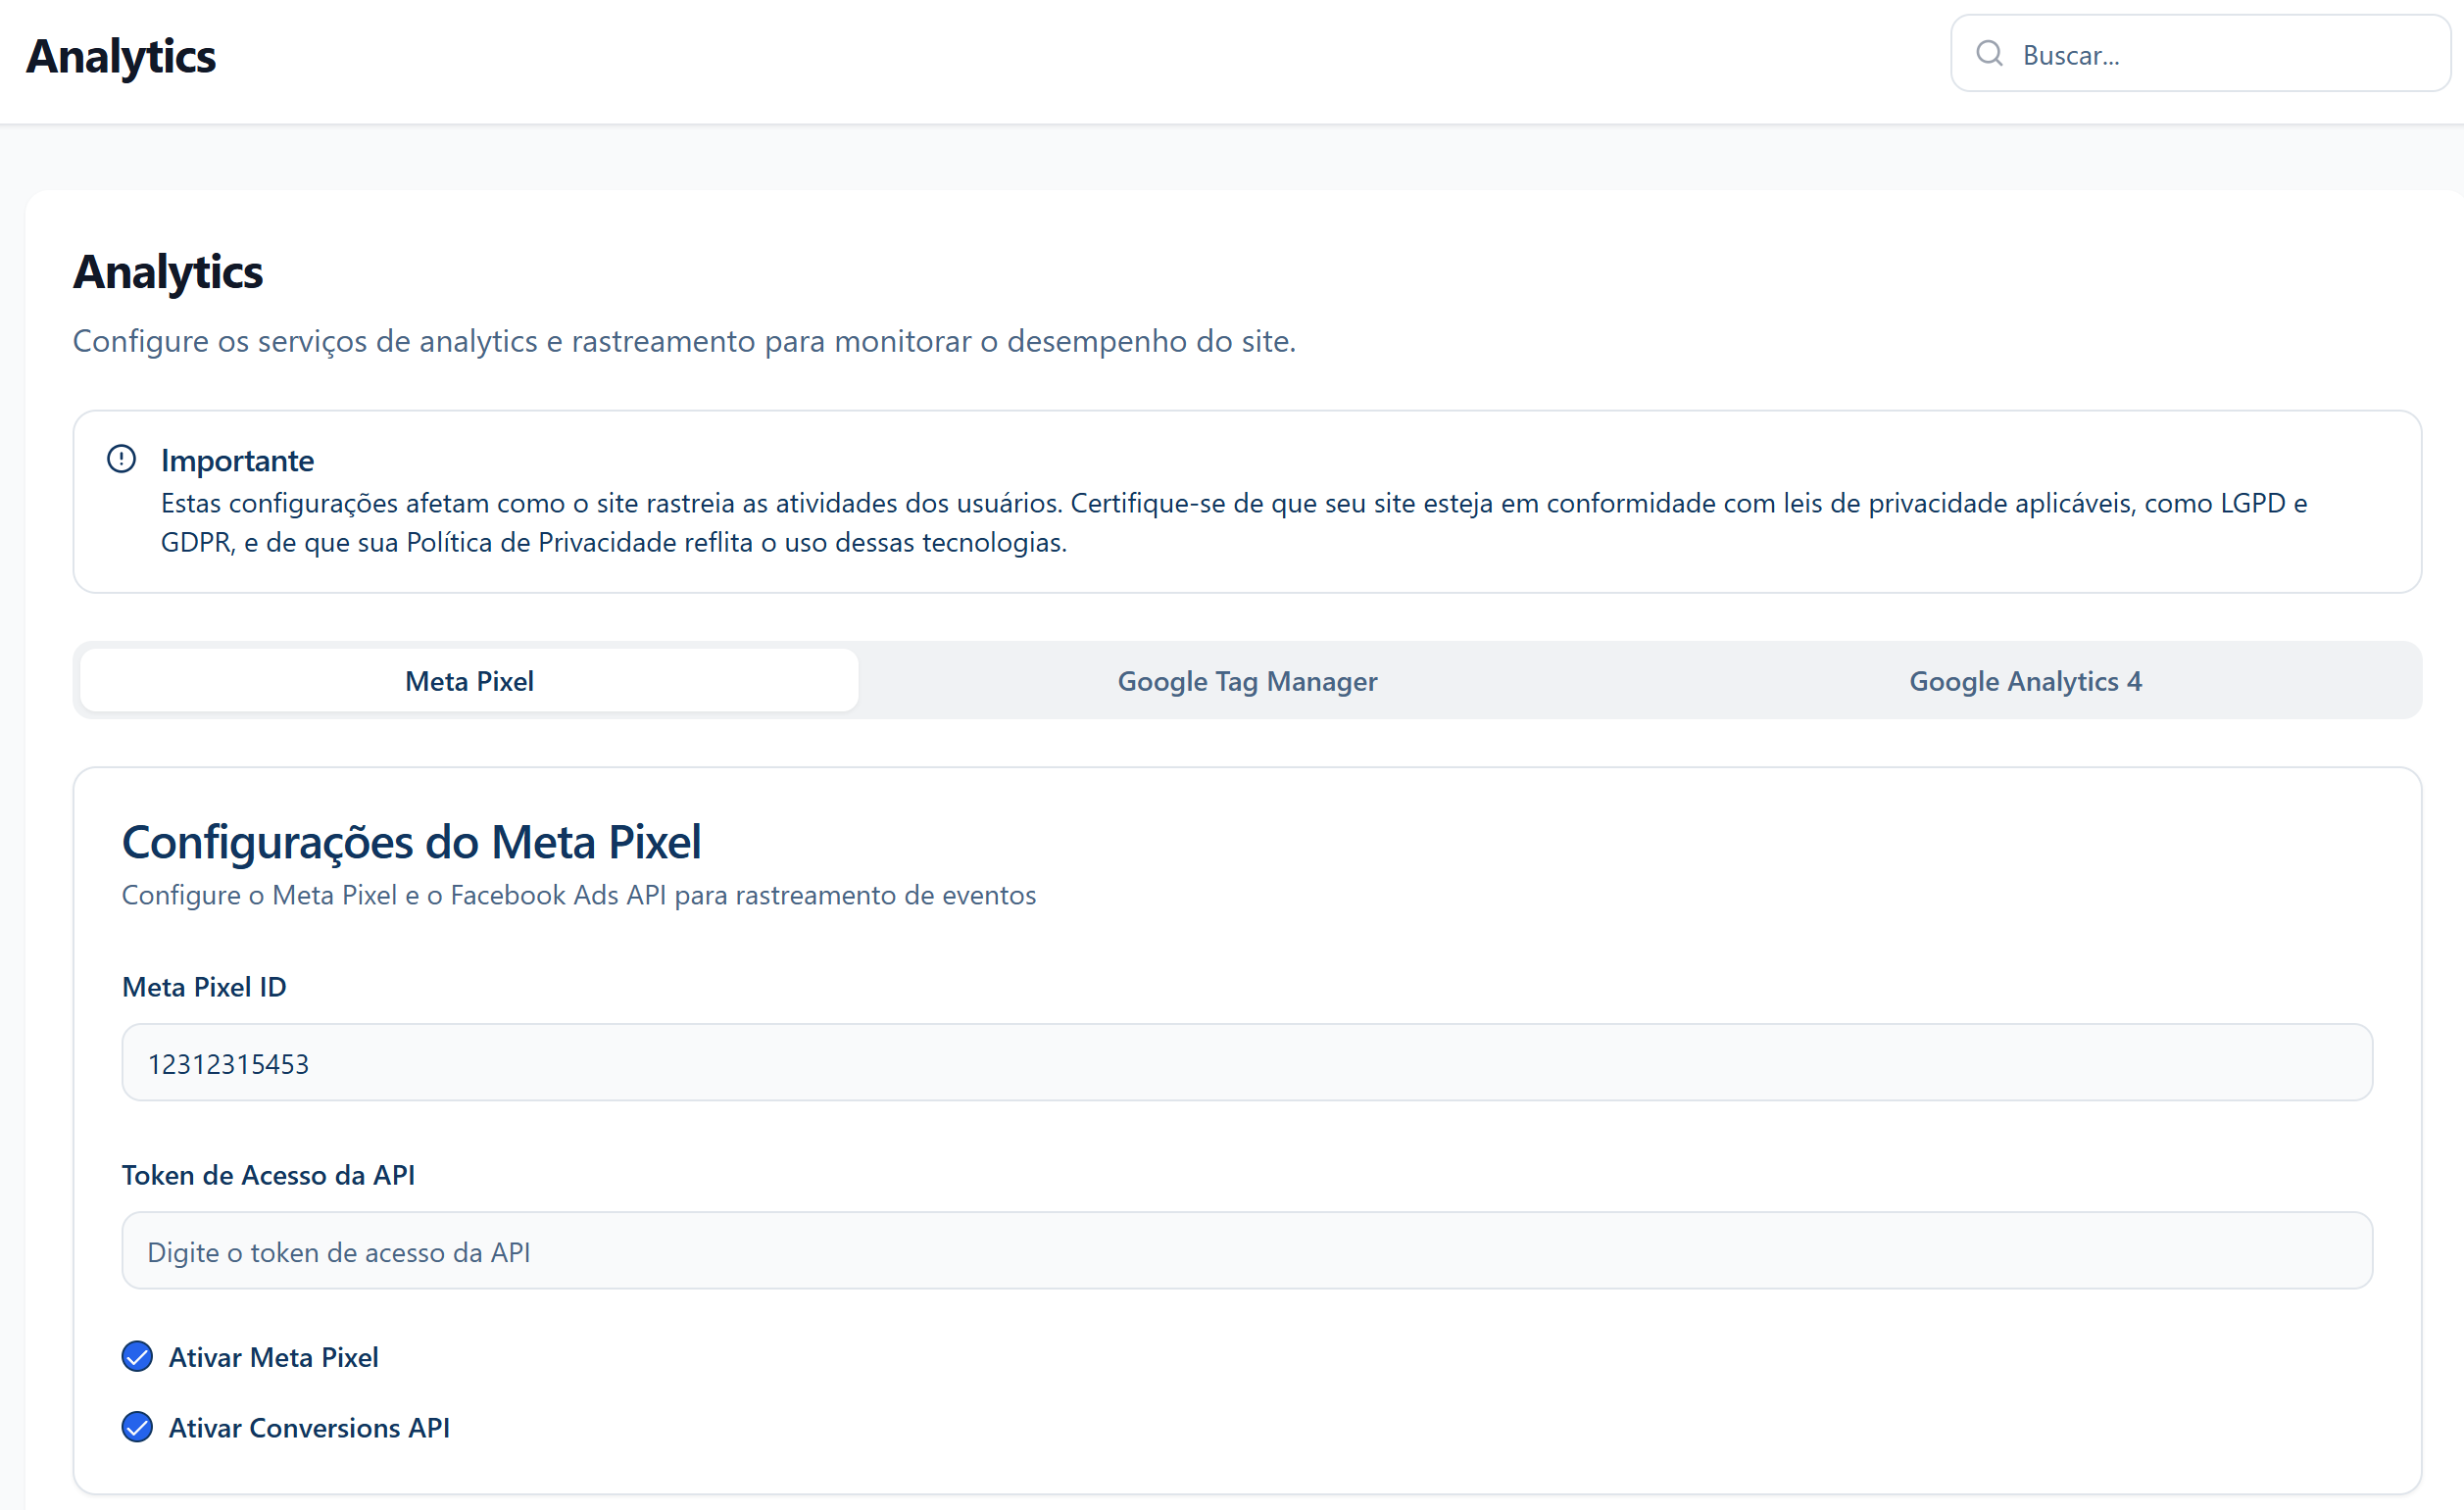 Analytics
Buscar...
Analytics
Configure os serviços de analytics e rastreamento para monitorar o desempenho do site.
Importante
Estas configurações afetam como o site rastreia as atividades dos usuários. Certifique-se de que seu site esteja em conformidade com leis de privacidade aplicáveis, como LGPD e
GDPR, e de que sua Política de Privacidade reflita o uso dessas tecnologias.
Meta Pixel
Google Tag Manager
Google Analytics 4
Configurações do Meta Pixel
Configure o Meta Pixel e o Facebook Ads API para rastreamento de eventos
Meta Pixel ID
12312315453
Token de Acesso da API
Digite o token de acesso da API
Ativar Meta Pixel
Ativar Conversions API